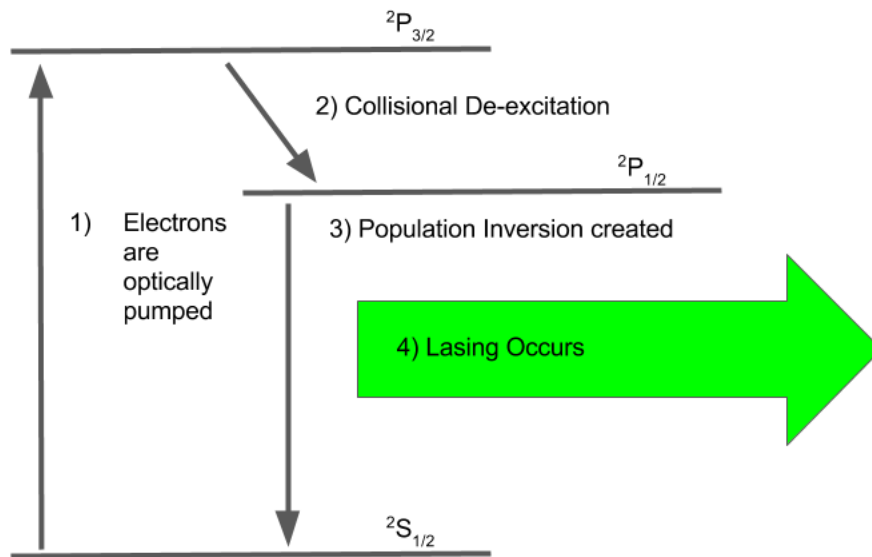 ²P₃/₂
2) Collisional De-excitation
²P₁/₂
1) Electrons
are
optically
pumped
3) Population Inversion created
4) Lasing Occurs
²S₁/₂